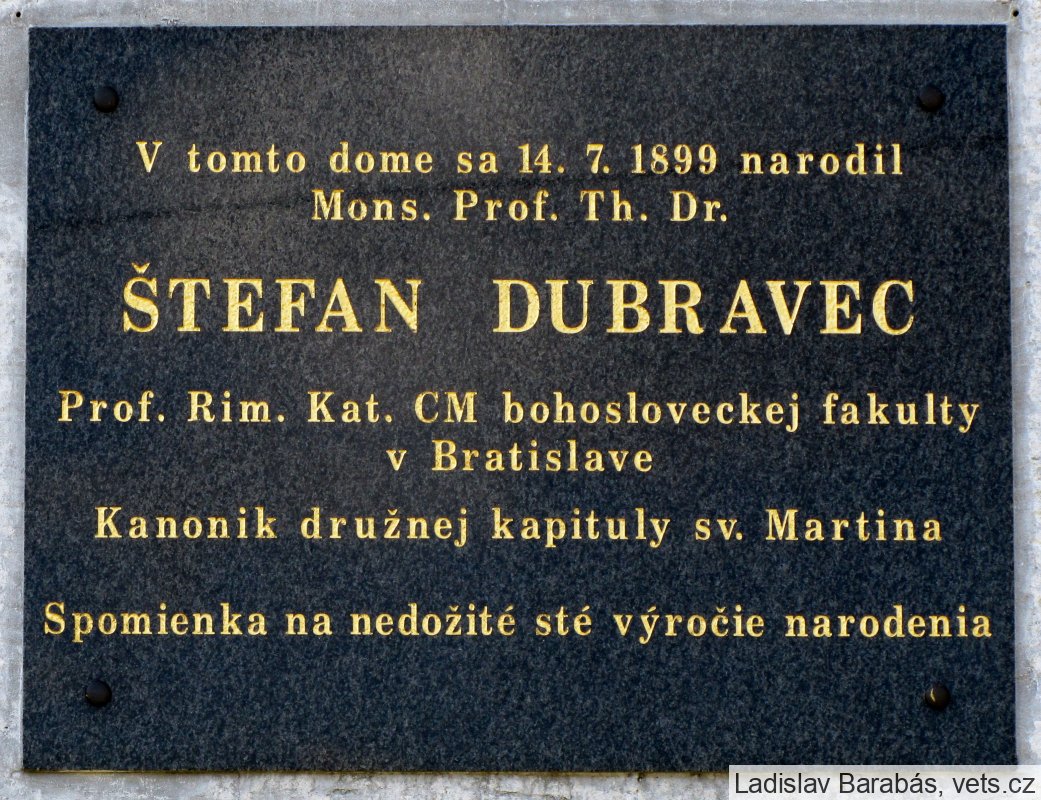 V tomto dome sa 14. 7. 1899 narodil
Mons. Prof. Th. Dr.
ŠTEFAN DUBRAVEC
Prof. Rim. Kat. CM bohosloveckej fakulty
v Bratislave
Kanonik družnej kapituly sv. Martina
Spomienka na nedožité sté výročie narodenia
Ladislav Barabás, vets.cz